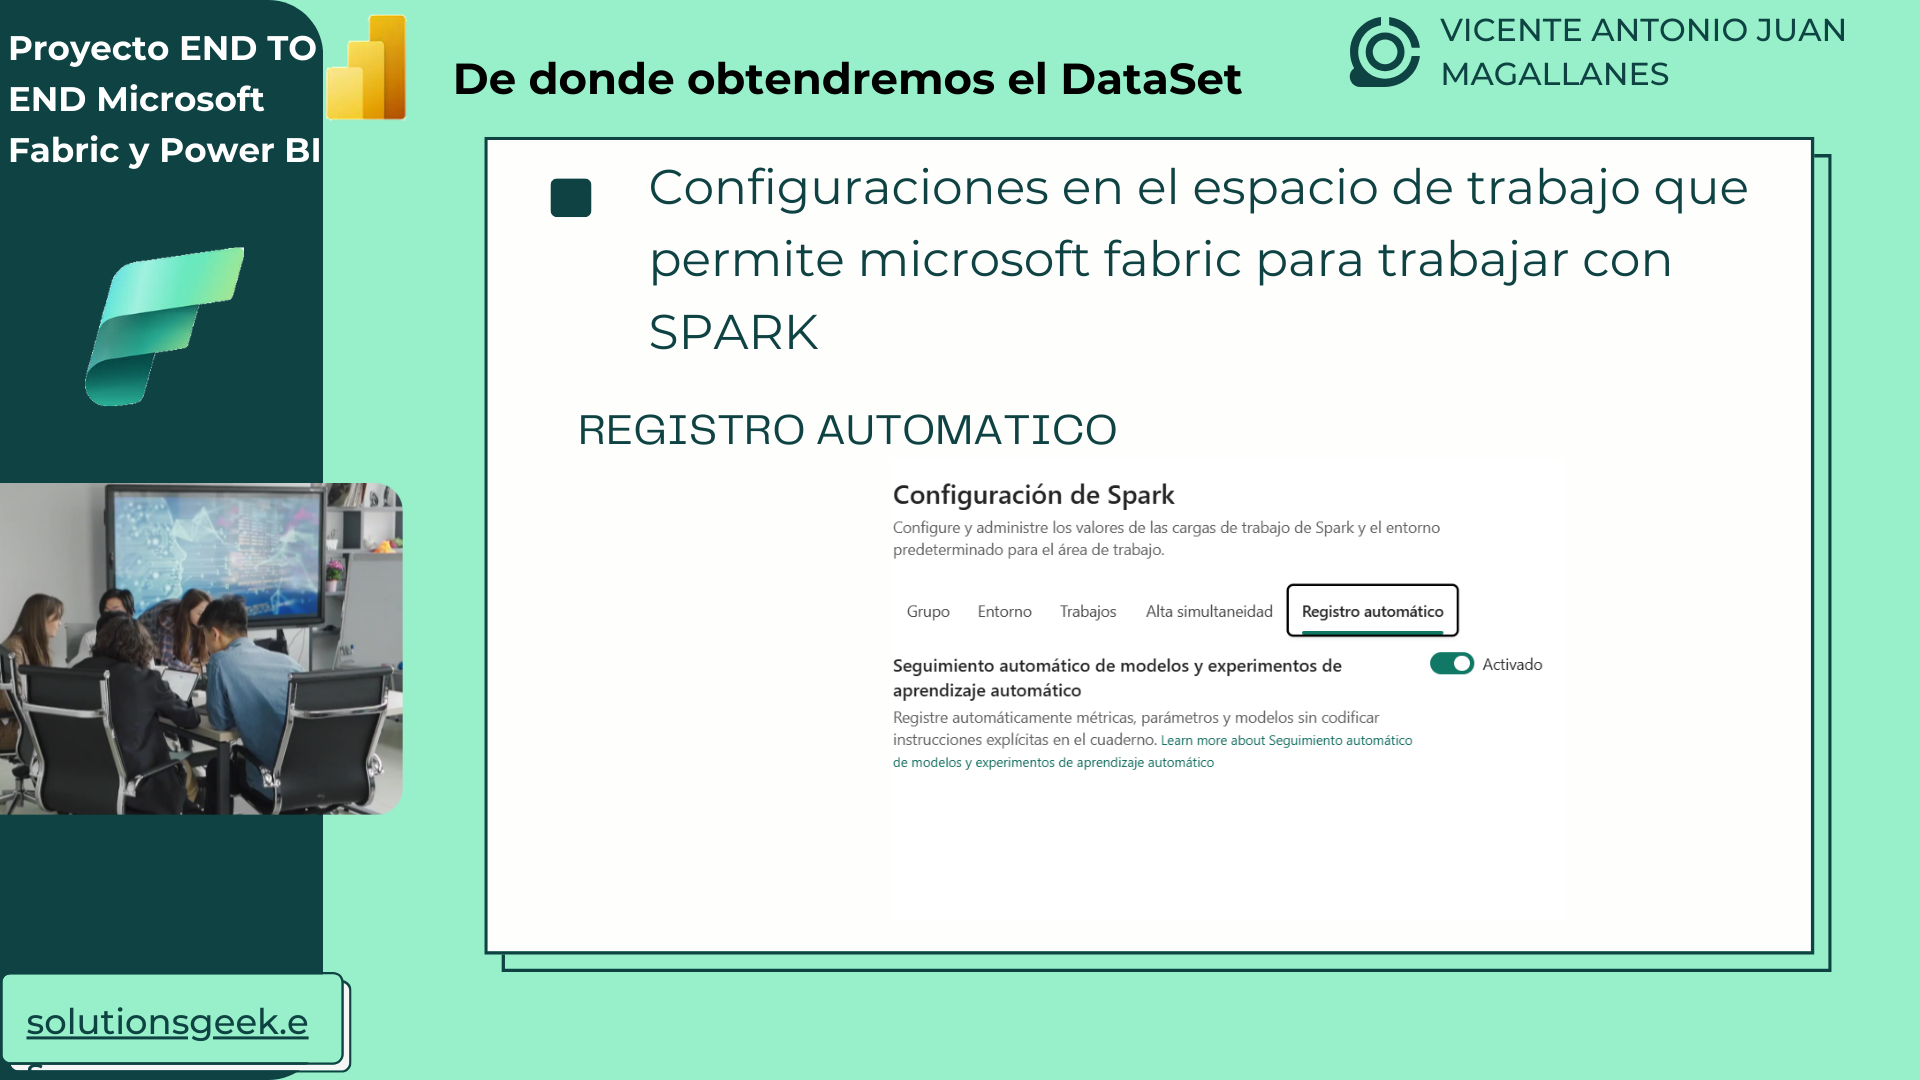 Proyecto END TO
END Microsoft
Fabric y Power BI
De donde obtendremos el DataSet
VICENTE ANTONIO JUAN
MAGALLANES
Configuraciones en el espacio de trabajo que
permite microsoft fabric para trabajar con
SPARK
REGISTRO AUTOMATICO
Configuración de Spark
Configure y administre los valores de las cargas de trabajo de Spark y el entorno
predeterminado para el área de trabajo.
Grupo Entorno Trabajos Alta simultaneidad Registro automático
Seguimiento automático de modelos y experimentos de
aprendizaje automático
Activado
Registre automáticamente métricas, parámetros y modelos sin codificar
instrucciones explícitas en el cuaderno. Learn more about Seguimiento automático
de modelos y experimentos de aprendizaje automático
solutionsgeek.e
s